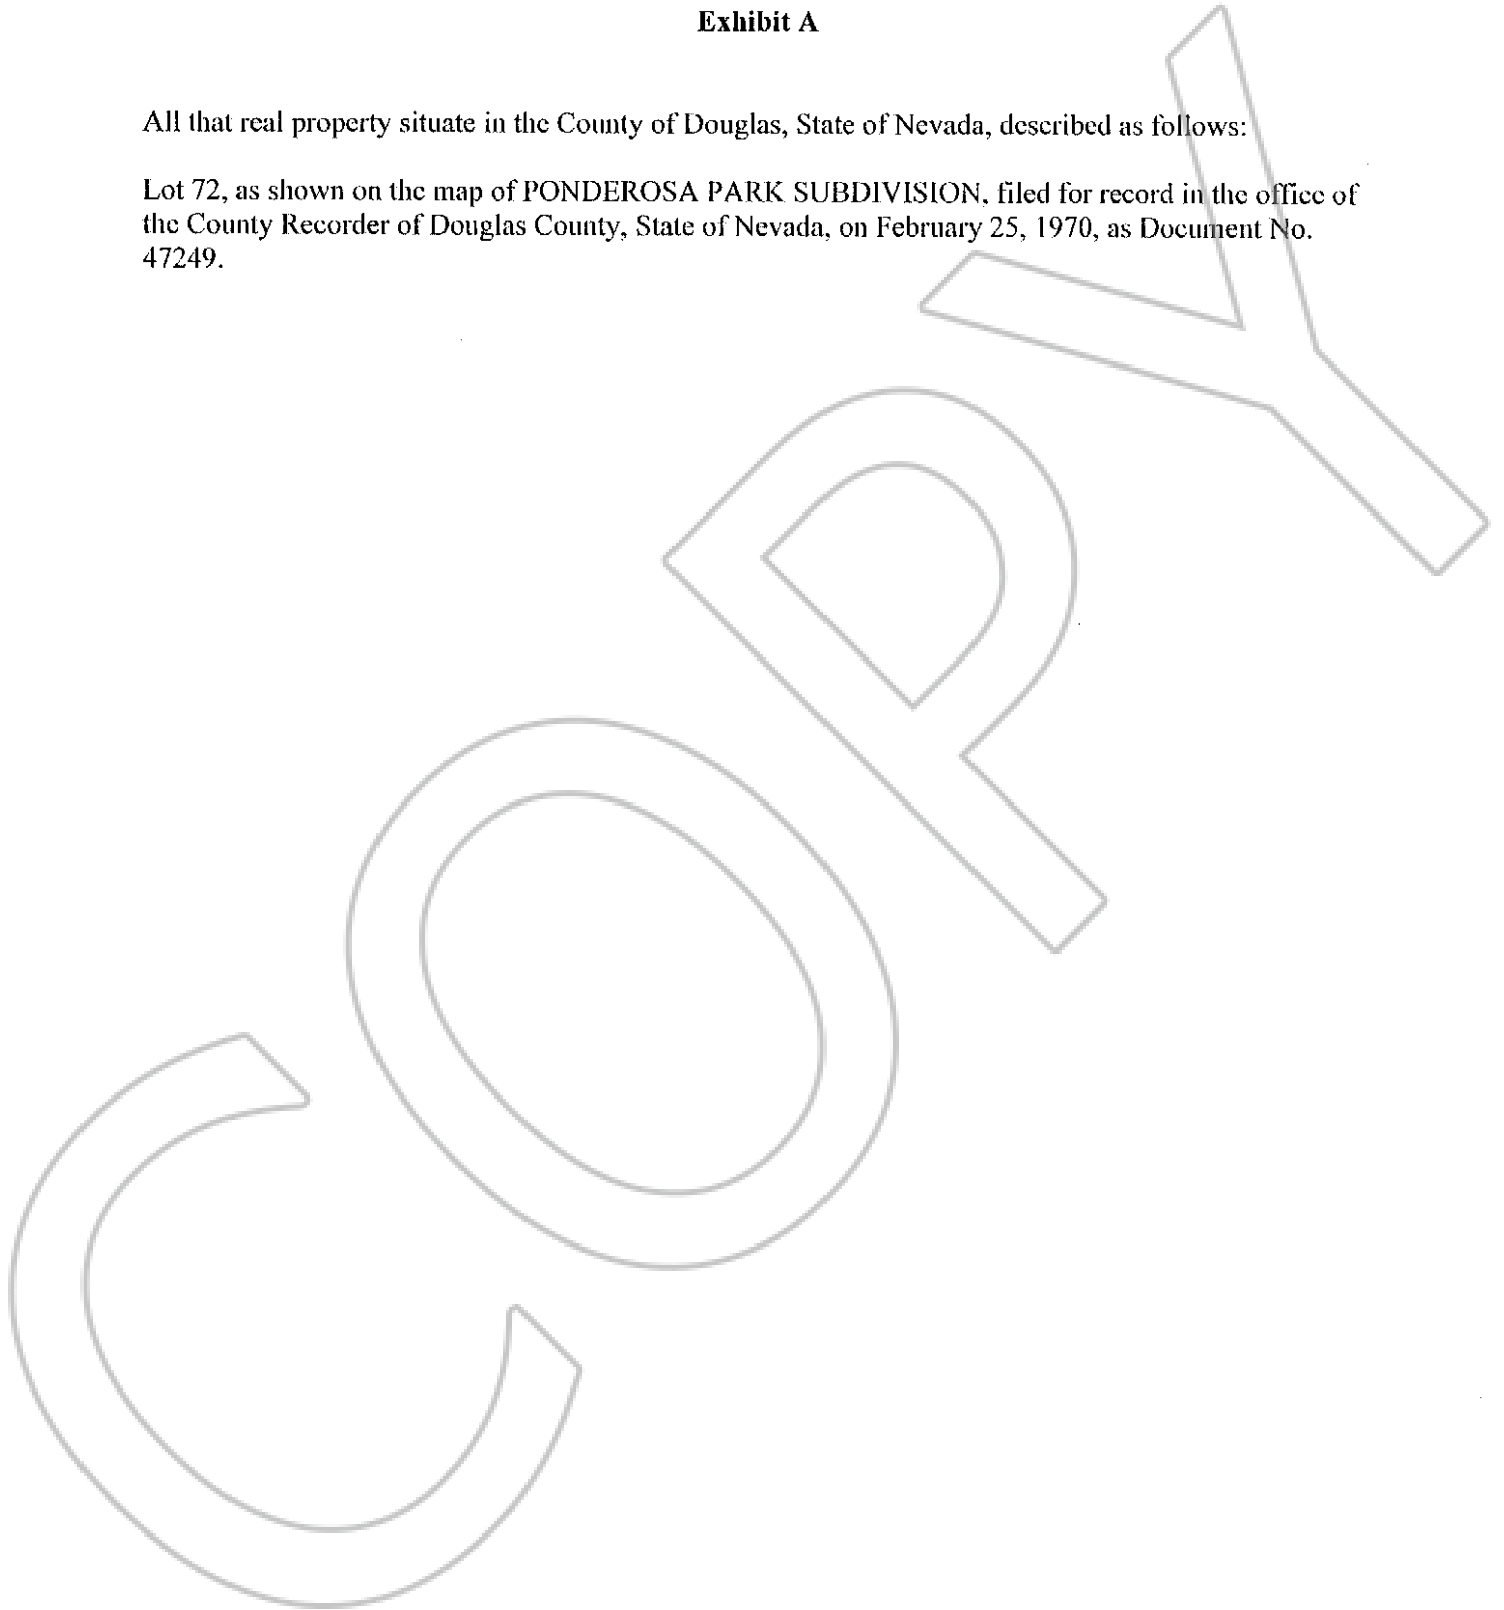 Exhibit A
All that real property situate in the County of Douglas, State of Nevada, described as follows:
Lot 72, as shown on the map of PONDEROSA PARK SUBDIVISION, filed for record in the office of
the County Recorder of Douglas County, State of Nevada, on February 25, 1970, as Document No.
47249.
COPY